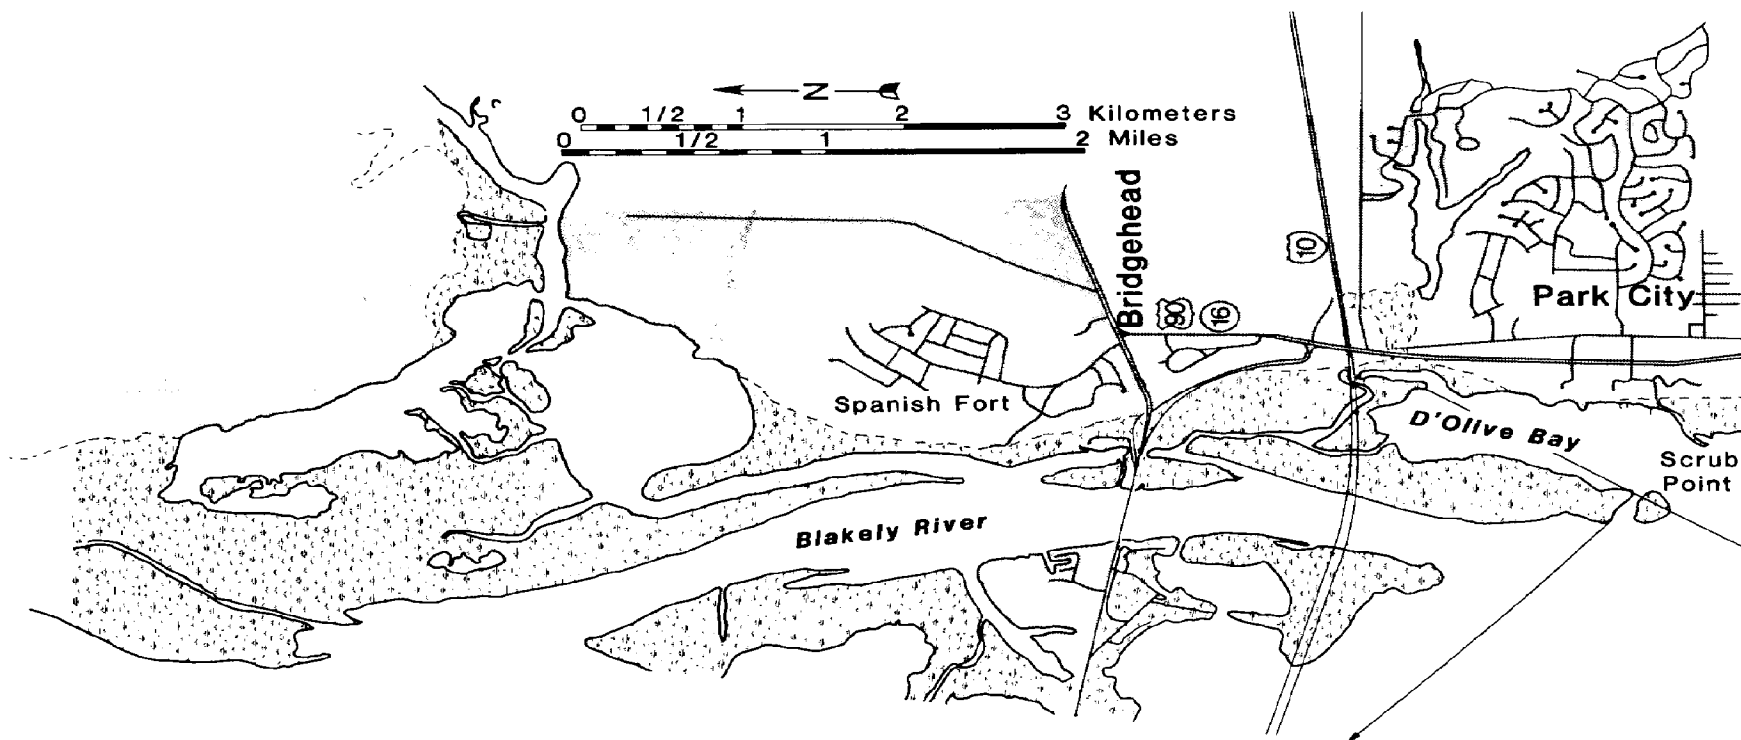 N
0 1/2 1 2 3 Kilometers
0 1/2 1 2 Miles
Bridgehead
90
16
10
Park City
Spanish Fort
D'Olive Bay
Scrub
Point
Blakely River